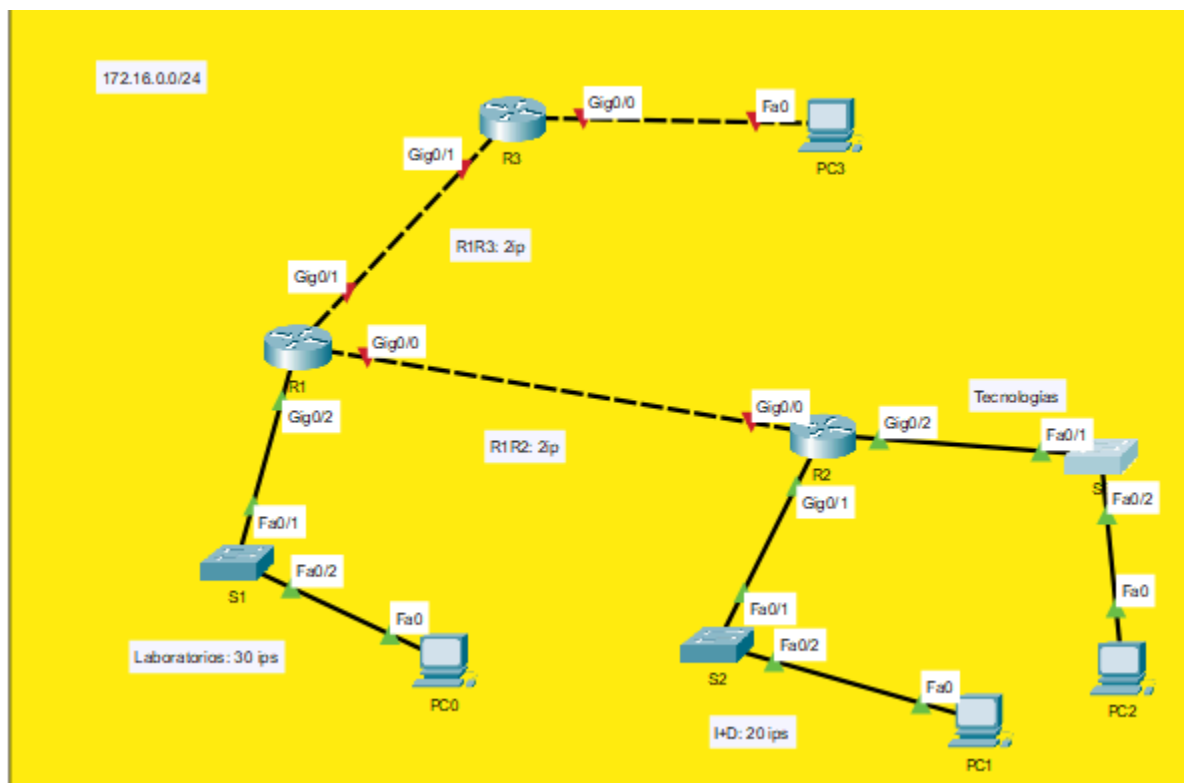 172.16.0.0/24
Gig0/0
Fa0
R3
PC3
Gig0/1
R1R3: 2ip
Gig0/1
Gig0/0
R1
Gig0/2
R1R2: 2ip
Gig0/0
R2
Gig0/2
Tecnologías
Fa0/1
Gig0/1
Fa0/2
Fa0/1
Fa0/2
S1
Fa0
Laboratorios: 30 ips
PC0
Fa0/1
Fa0/2
S2
Fa0
PC2
Fa0
I+D: 20 ips
PC1